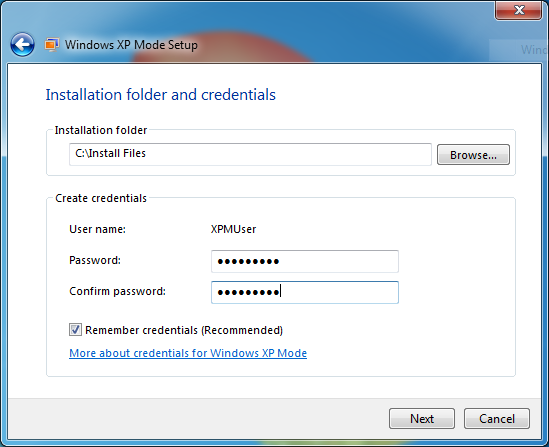 Windows XP Mode Setup
Wind
Installation folder and credentials
Installation folder
C:\Install Files
Browse...
Create credentials
User name: XPMUser
Password: ●●●●●●●●●
Confirm password: ●●●●●●●●●
Remember credentials (Recommended)
More about credentials for Windows XP Mode
Next Cancel